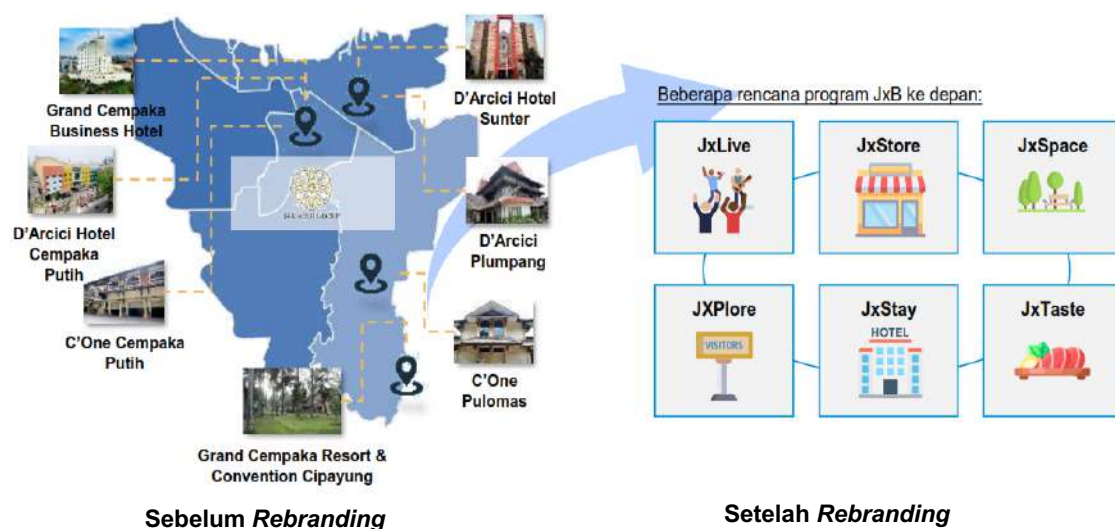 Grand Cempaka
Business Hotel
D'Arcici Hotel
Sunter
D'Arcici Hotel
Cempaka
Putih
D'Arcici
Plumpang
C'One Cempaka
Putih
C'One
Pulomas
Grand Cempaka Resort &
Convention Cipayung
Sebelum Rebranding
Beberapa rencana program JxB ke depan:
JxLive
JxStore
JxSpace
JXPlore
VISITORS
JxStay
HOTEL
JxTaste
Setelah Rebranding